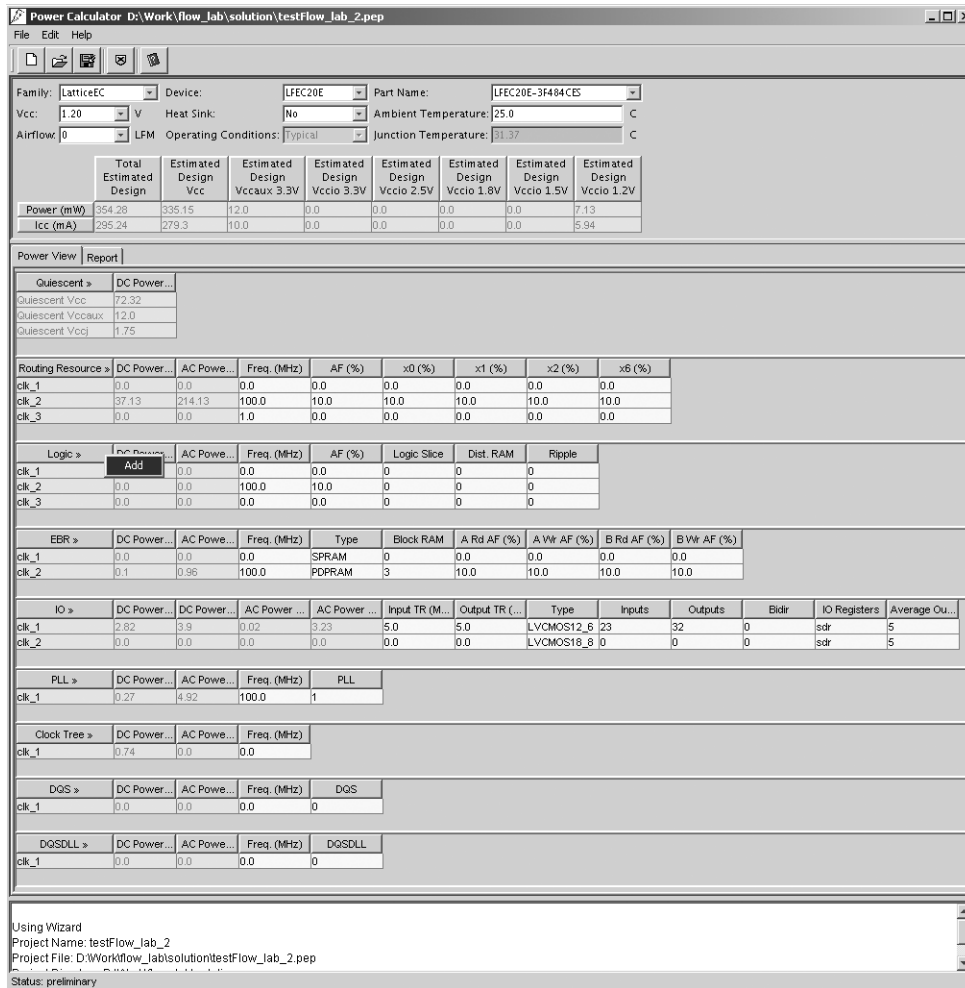 Power Calculator D:\Work\flow_lab\solution\testFlow_lab_2.pep
File Edit Help
Family: LatticeEC Device: LFEC20E Part Name: LFEC20E-3F484CES
Vcc: 1.20 V Heat Sink: No Ambient Temperature: 25.0 C
Airflow: 0 LFM Operating Conditions: Typical Junction Temperature: 31.37 C
Total Estimated Design Estimated Design Vcc Estimated Design Vccaux 3.3V Estimated Design Vccio 3.3V Estimated Design Vccio 2.5V Estimated Design Vccio 1.8V Estimated Design Vccio 1.5V Estimated Design Vccio 1.2V
Power (mW) 354.28 335.15 12.0 0.0 0.0 0.0 0.0 7.13
Icc (mA) 295.24 279.3 10.0 0.0 0.0 0.0 0.0 5.94
Power View Report
Quiescent » DC Power...
Quiescent Vcc 72.32
Quiescent Vccaux 12.0
Quiescent Vccj 1.75
Routing Resource » DC Power... AC Powe... Freq. (MHz) AF (%) x0 (%) x1 (%) x2 (%) x6 (%)
clk_1 0.0 0.0 0.0 0.0 0.0 0.0 0.0 0.0
clk_2 37.13 214.13 100.0 10.0 10.0 10.0 10.0 10.0
clk_3 0.0 0.0 1.0 0.0 0.0 0.0 0.0 0.0
Logic » DC Power... AC Powe... Freq. (MHz) AF (%) Logic Slice Dist. RAM Ripple
Add
clk_1 0.0 0.0 0.0 0 0 0
clk_2 0.0 0.0 100.0 10.0 0 0 0
clk_3 0.0 0.0 0.0 0.0 0 0 0
EBR » DC Power... AC Powe... Freq. (MHz) Type Block RAM A Rd AF (%) A Wr AF (%) B Rd AF (%) B Wr AF (%)
clk_1 0.0 0.0 0.0 SPRAM 0 0.0 0.0 0.0 0.0
clk_2 0.1 0.96 100.0 PDPRAM 3 10.0 10.0 10.0 10.0
IO » DC Power... DC Power... AC Power ... AC Power ... Input TR (M... Output TR (... Type Inputs Outputs Bidir IO Registers Average Ou...
clk_1 2.82 3.9 0.02 3.23 5.0 5.0 LVCMOS12_6 23 32 0 sdr 5
clk_2 0.0 0.0 0.0 0.0 0.0 0.0 LVCMOS18_8 0 0 0 sdr 5
PLL » DC Power... AC Powe... Freq. (MHz) PLL
clk_1 0.27 4.92 100.0 1
Clock Tree » DC Power... AC Powe... Freq. (MHz)
clk_1 0.74 0.0 0.0
DQS » DC Power... AC Powe... Freq. (MHz) DQS
clk_1 0.0 0.0 0.0 0
DQSDLL » DC Power... AC Powe... Freq. (MHz) DQSDLL
clk_1 0.0 0.0 0.0 0
Using Wizard
Project Name: testFlow_lab_2
Project File: D:\Work\flow_lab\solution\testFlow_lab_2.pep
Status: preliminary